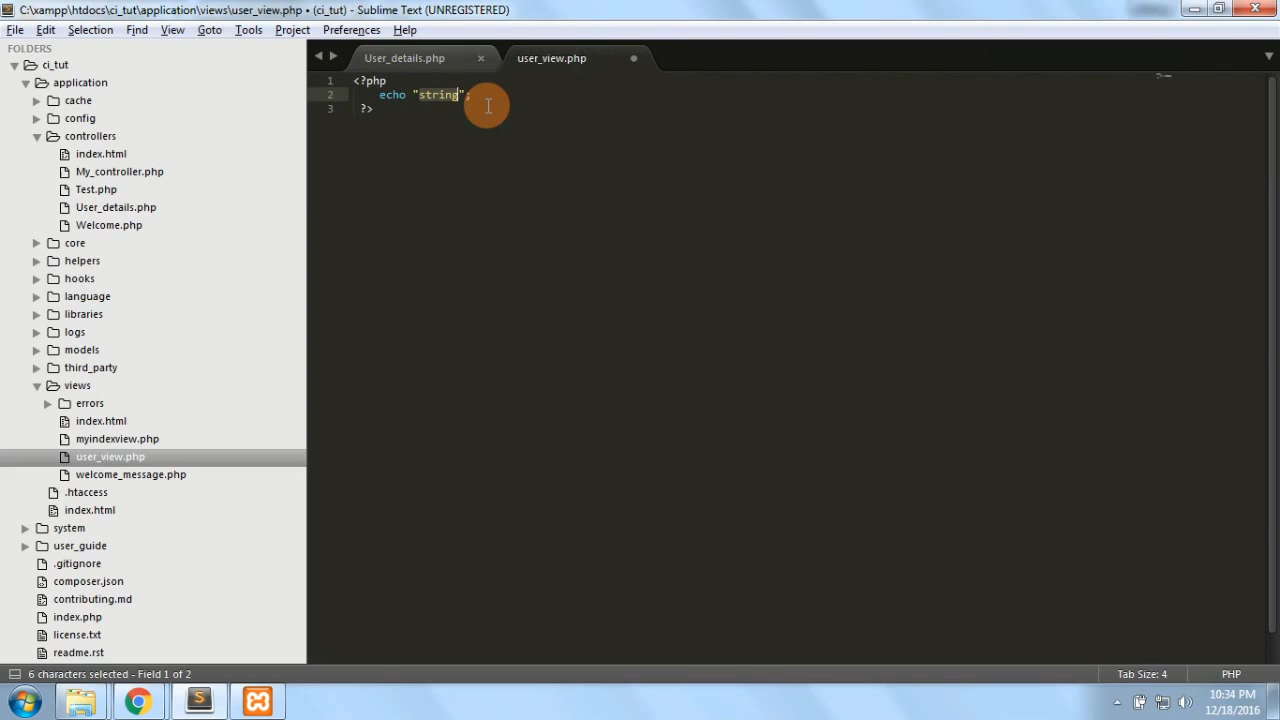 C:\xampp\htdocs\ci_tut\application\views\user_view.php • (ci_tut) - Sublime Text (UNREGISTERED)
File Edit Selection Find View Goto Tools Project Preferences Help
FOLDERS
ci_tut
application
cache
config
controllers
index.html
My_controller.php
Test.php
User_details.php
Welcome.php
core
helpers
hooks
language
libraries
logs
models
third_party
views
errors
index.html
myindexview.php
user_view.php
welcome_message.php
.htaccess
index.html
system
user_guide
.gitignore
composer.json
contributing.md
index.php
license.txt
readme.rst
User_details.php user_view.php
1 <?php
2 echo "string";
3 ?>
6 characters selected - Field 1 of 2 Tab Size: 4 PHP
10:34 PM
12/18/2016